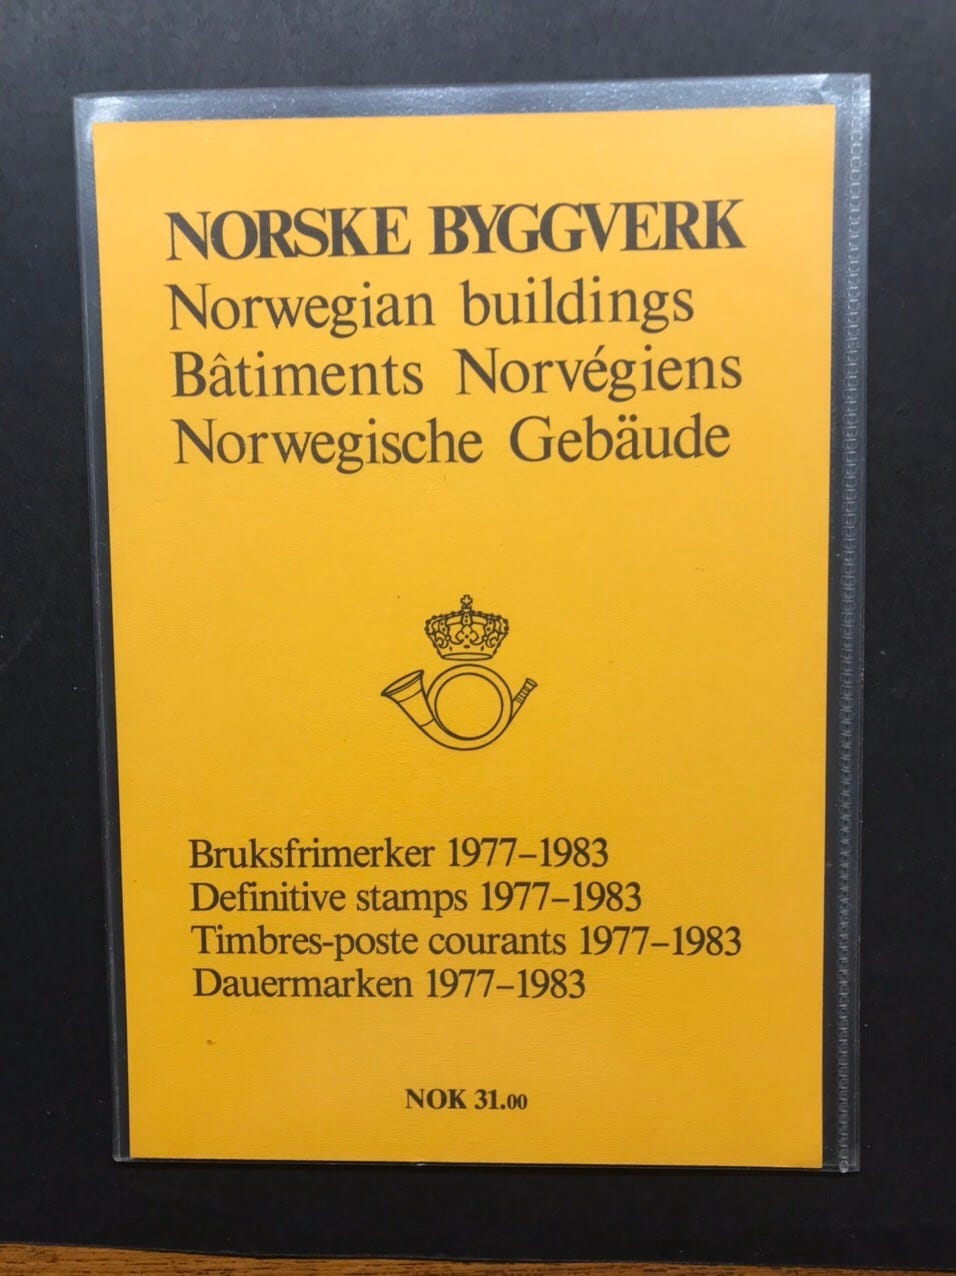 NORSKE BYGGVERK
Norwegian buildings
Bâtiments Norvégiens
Norwegische Gebäude
Bruksfrimerker 1977–1983
Definitive stamps 1977–1983
Timbres-poste courants 1977–1983
Dauermarken 1977–1983
NOK 31.00